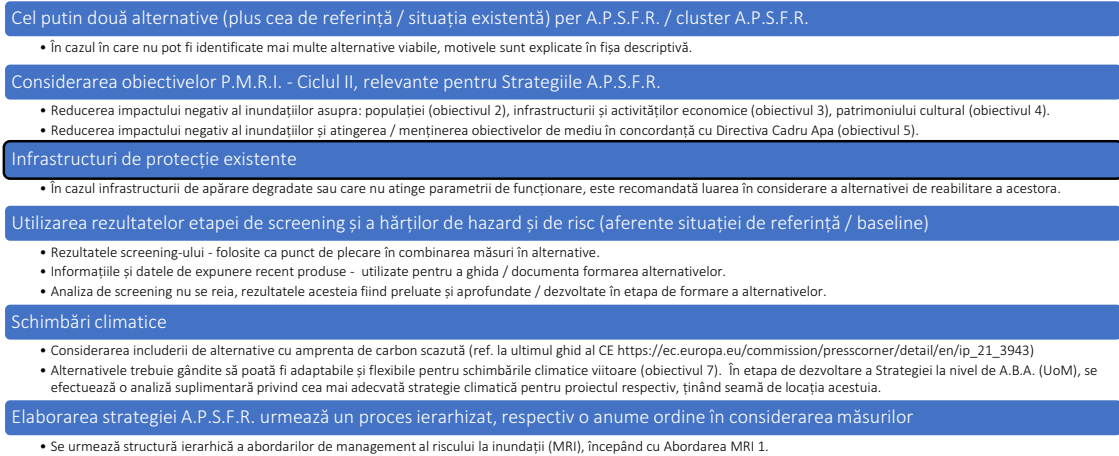 Cel putin două alternative (plus cea de referință / situația existentă) per A.P.S.F.R. / cluster A.P.S.F.R.
• În cazul în care nu pot fi identificate mai multe alternative viabile, motivele sunt explicate în fișa descriptivă.
Considerarea obiectivelor P.M.R.I. - Ciclul II, relevante pentru Strategiile A.P.S.F.R.
• Reducerea impactului negativ al inundațiilor asupra: populației (obiectivul 2), infrastructurii și activităților economice (obiectivul 3), patrimoniului cultural (obiectivul 4).
• Reducerea impactului negativ al inundațiilor și atingerea / menținerea obiectivelor de mediu în concordanță cu Directiva Cadru Apa (obiectivul 5).
Infrastructuri de protecție existente
• În cazul infrastructurii de apărare degradate sau care nu atinge parametrii de funcționare, este recomandată luarea în considerare a alternativei de reabilitare a acestora.
Utilizarea rezultatelor etapei de screening și a hărților de hazard și de risc (aferente situației de referință / baseline)
• Rezultatele screening-ului - folosite ca punct de plecare în combinarea măsuri în alternative.
• Informațiile și datele de expunere recent produse - utilizate pentru a ghida / documenta formarea alternativelor.
• Analiza de screening nu se reia, rezultatele acesteia fiind preluate și aprofundate / dezvoltate în etapa de formare a alternativelor.
Schimbări climatice
• Considerarea includerii de alternative cu amprenta de carbon scazută (ref. la ultimul ghid al CE https://ec.europa.eu/commission/presscorner/detail/en/ip_21_3943)
• Alternativele trebuie gândite să poată fi adaptabile și flexibile pentru schimbările climatice viitoare (obiectivul 7). În etapa de dezvoltare a Strategiei la nivel de A.B.A. (UoM), se
efectuează o analiză suplimentară privind cea mai adecvată strategie climatică pentru proiectul respectiv, ținând seamă de locația acestuia.
Elaborarea strategiei A.P.S.F.R. urmează un proces ierarhizat, respectiv o anume ordine în considerarea măsurilor
• Se urmează structură ierarhică a abordarilor de management al riscului la inundații (MRI), începând cu Abordarea MRI 1.